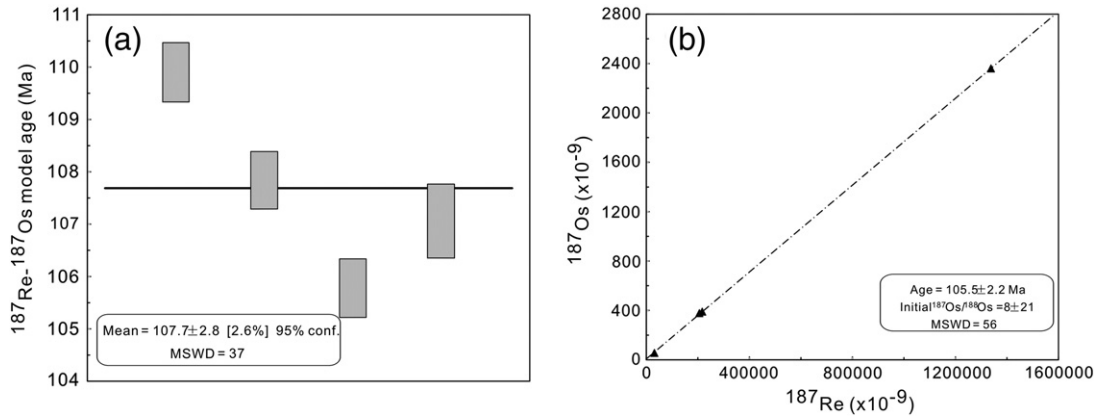 (a)
111
110
109
108
107
106
105
104
187Re-187Os model age (Ma)
Mean = 107.7±2.8 [2.6%] 95% conf.
MSWD = 37
(b)
2800
2400
2000
1600
1200
800
400
0
187Os (x10-9)
Age = 105.5±2.2 Ma
Initial187Os/188Os =8±21
MSWD = 56
0
400000
800000
1200000
1600000
187Re (x10-9)